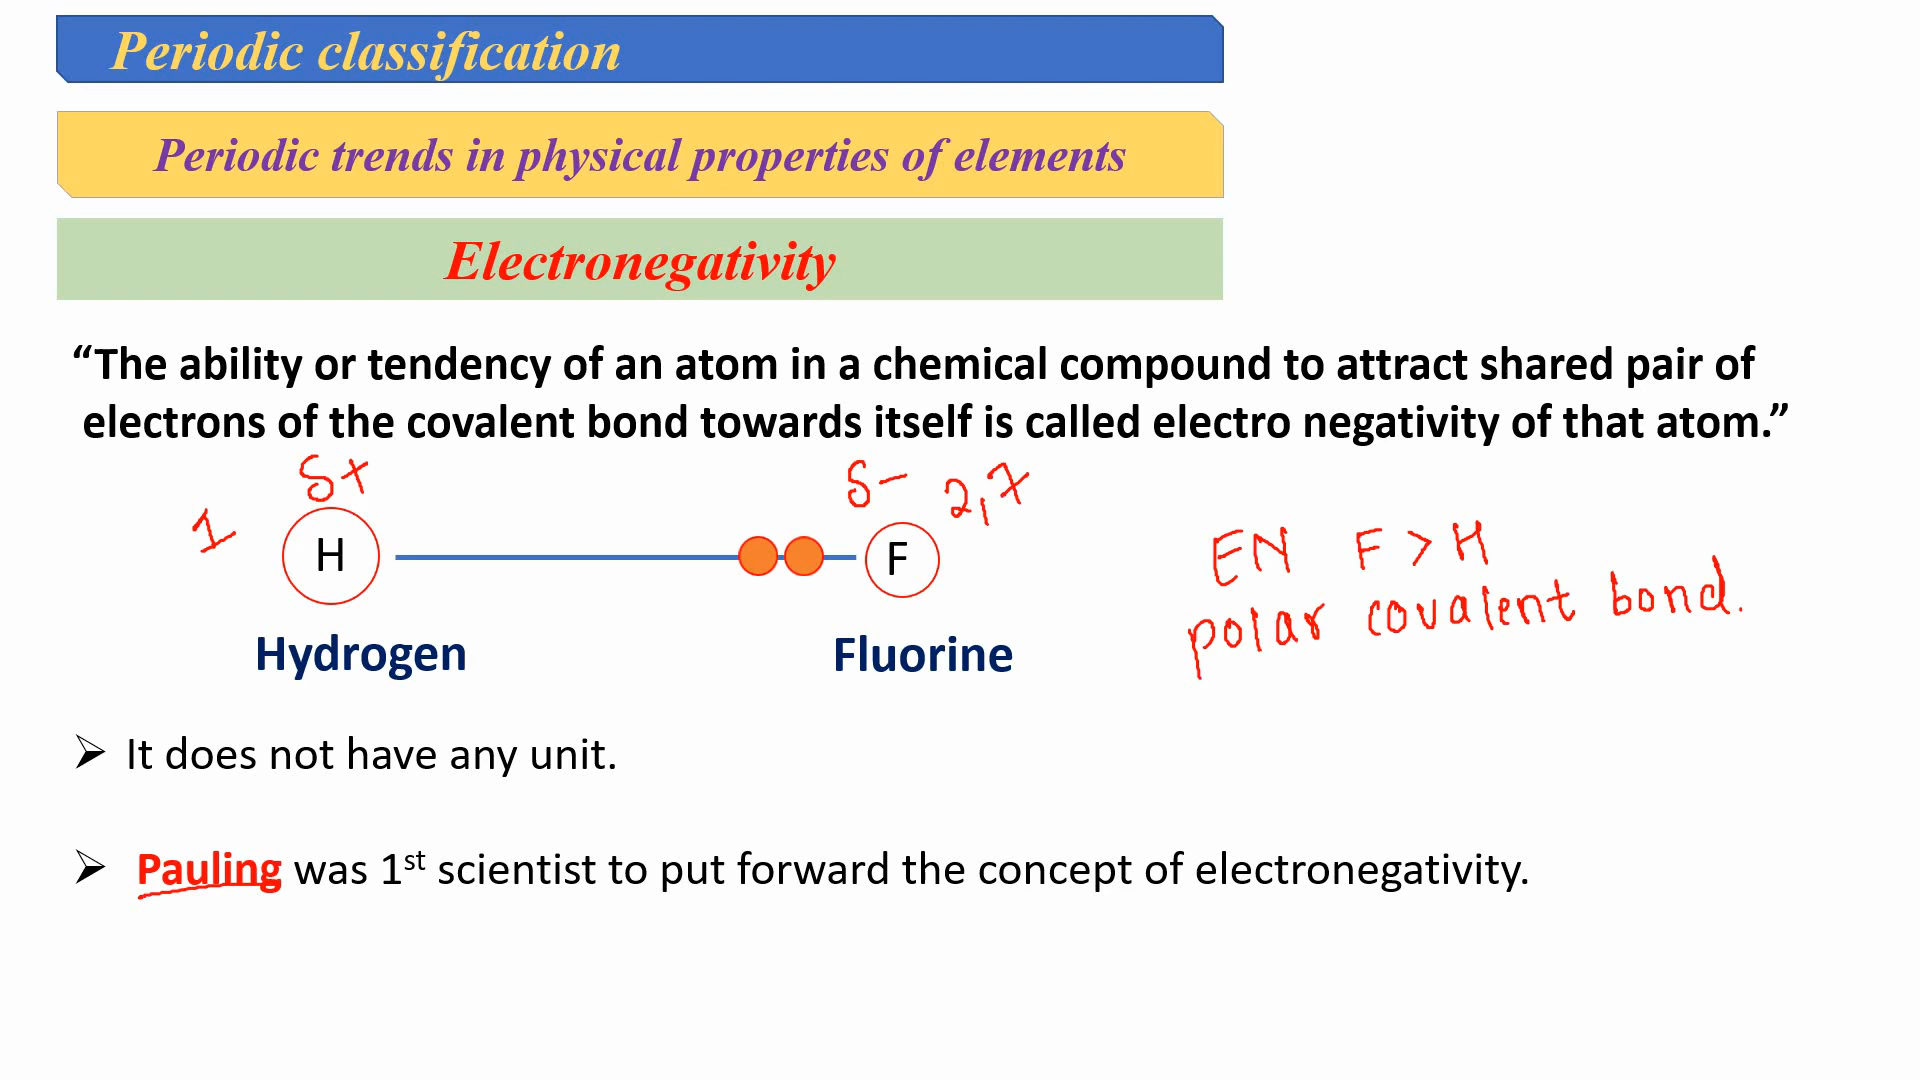 Periodic classification
Periodic trends in physical properties of elements
Electronegativity
“The ability or tendency of an atom in a chemical compound to attract shared pair of
electrons of the covalent bond towards itself is called electro negativity of that atom.”
δ+ δ- 2,7
1 H F
EN F > H
polar covalent bond.
Hydrogen Fluorine
➢ It does not have any unit.
➢ Pauling was 1st scientist to put forward the concept of electronegativity.